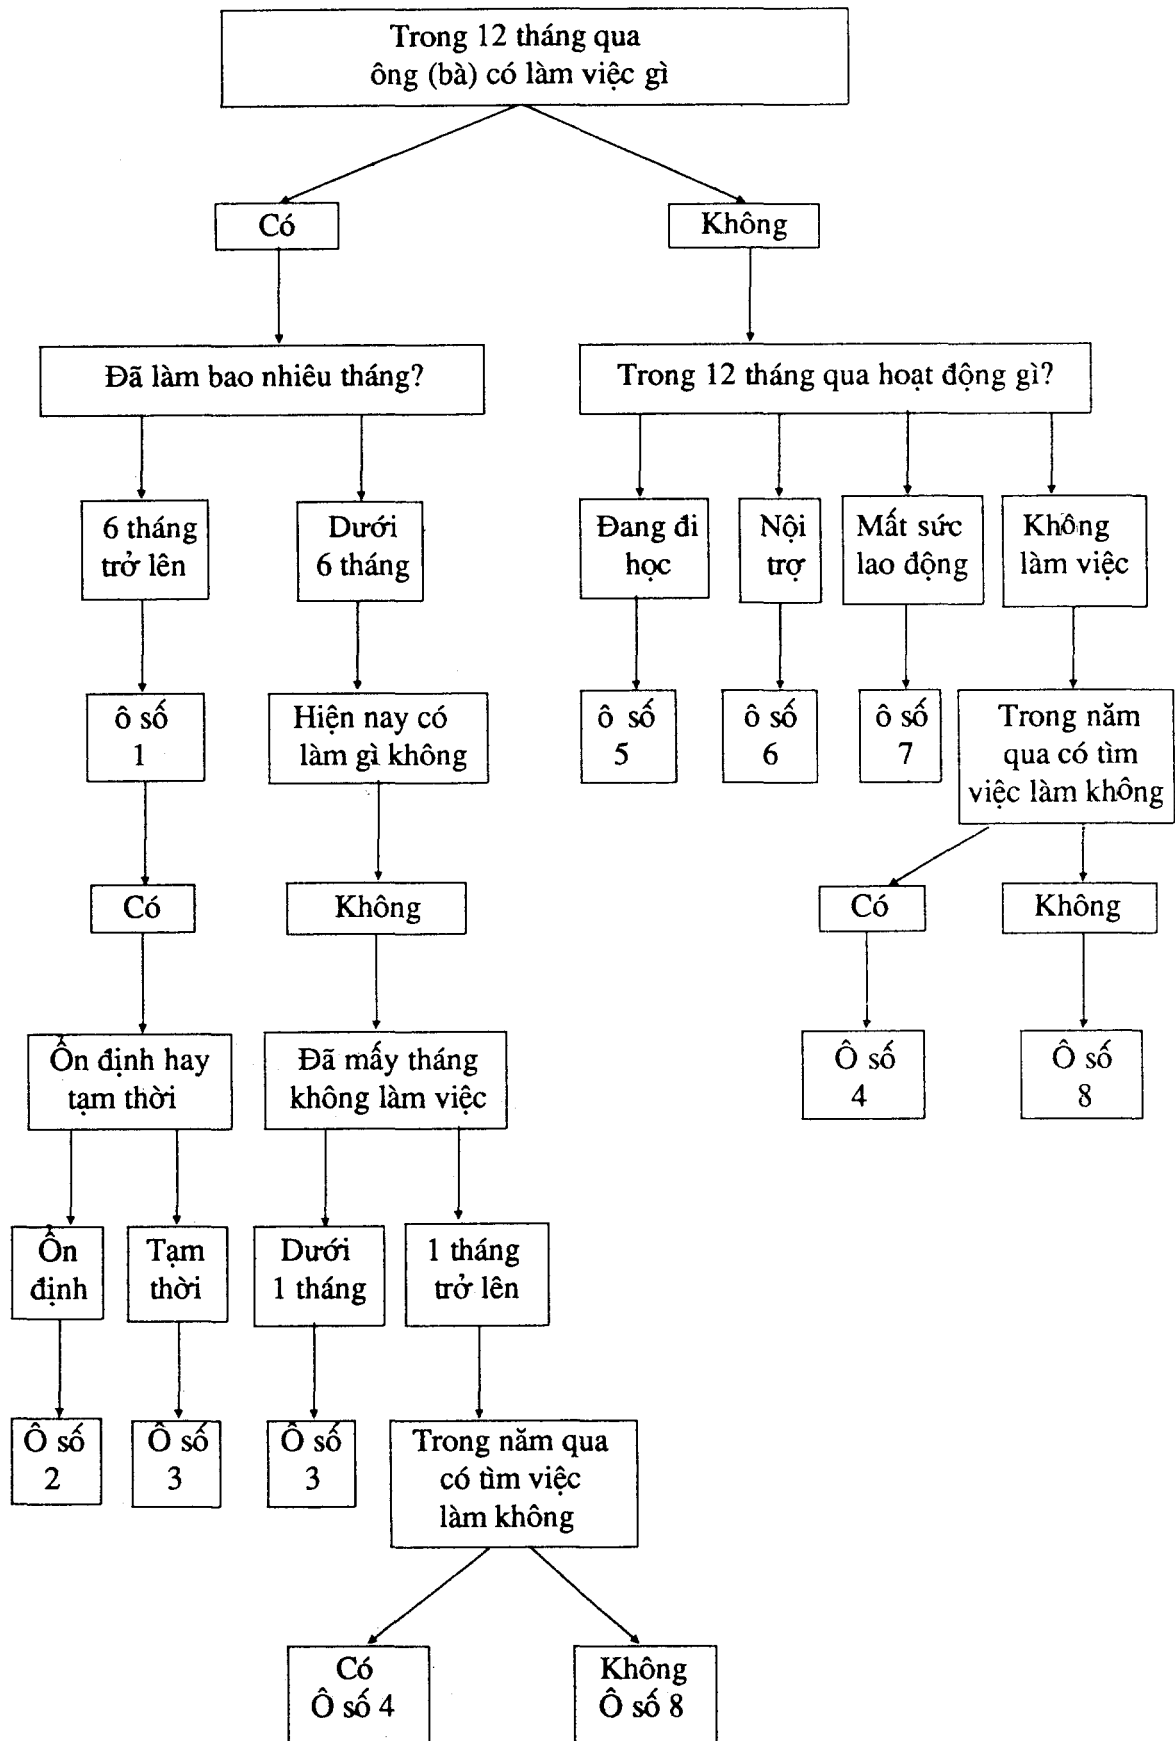 Trong 12 tháng qua
ông (bà) có làm việc gì
Có
Không
Đã làm bao nhiêu tháng?
Trong 12 tháng qua hoạt động gì?
6 tháng
trở lên
Dưới
6 tháng
Đang đi
học
Nội
trợ
Mất sức
lao động
Không
làm việc
ô số
1
Hiện nay có
làm gì không
ô số
5
ô số
6
ô số
7
Trong năm
qua có tìm
việc làm không
Có
Không
Có
Không
Ổn định hay
tạm thời
Đã mấy tháng
không làm việc
Ô số
4
Ô số
8
Ổn
định
Tạm
thời
Dưới
1 tháng
1 tháng
trở lên
Ô số
2
Ô số
3
Ô số
3
Trong năm qua
có tìm việc
làm không
Có
Ô số 4
Không
Ô số 8